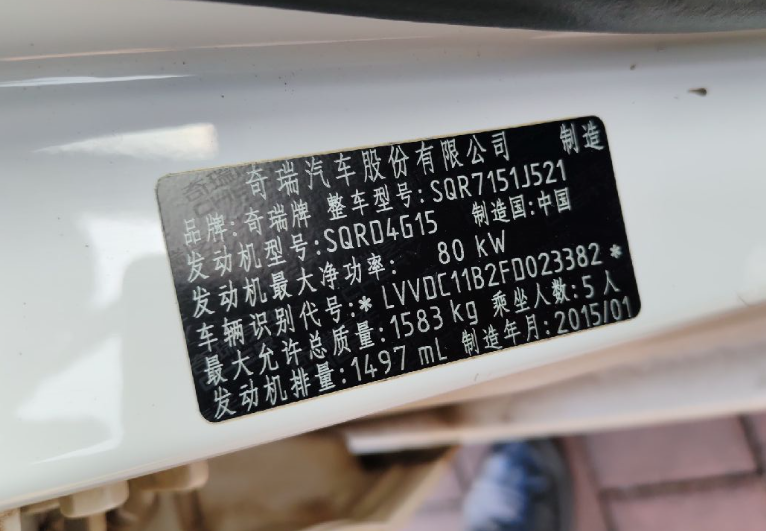 奇瑞汽车股份有限公司 制造
品牌:奇瑞牌 整车型号:SQR7151J521
发动机型号:SQRD4G15 制造国:中国
发动机最大净功率: 80 kW
车辆识别代号:* LVVDC11B2FD023382 *
最大允许总质量:1583 kg 乘坐人数:5 人
发动机排量:1497 mL 制造年月:2015/01